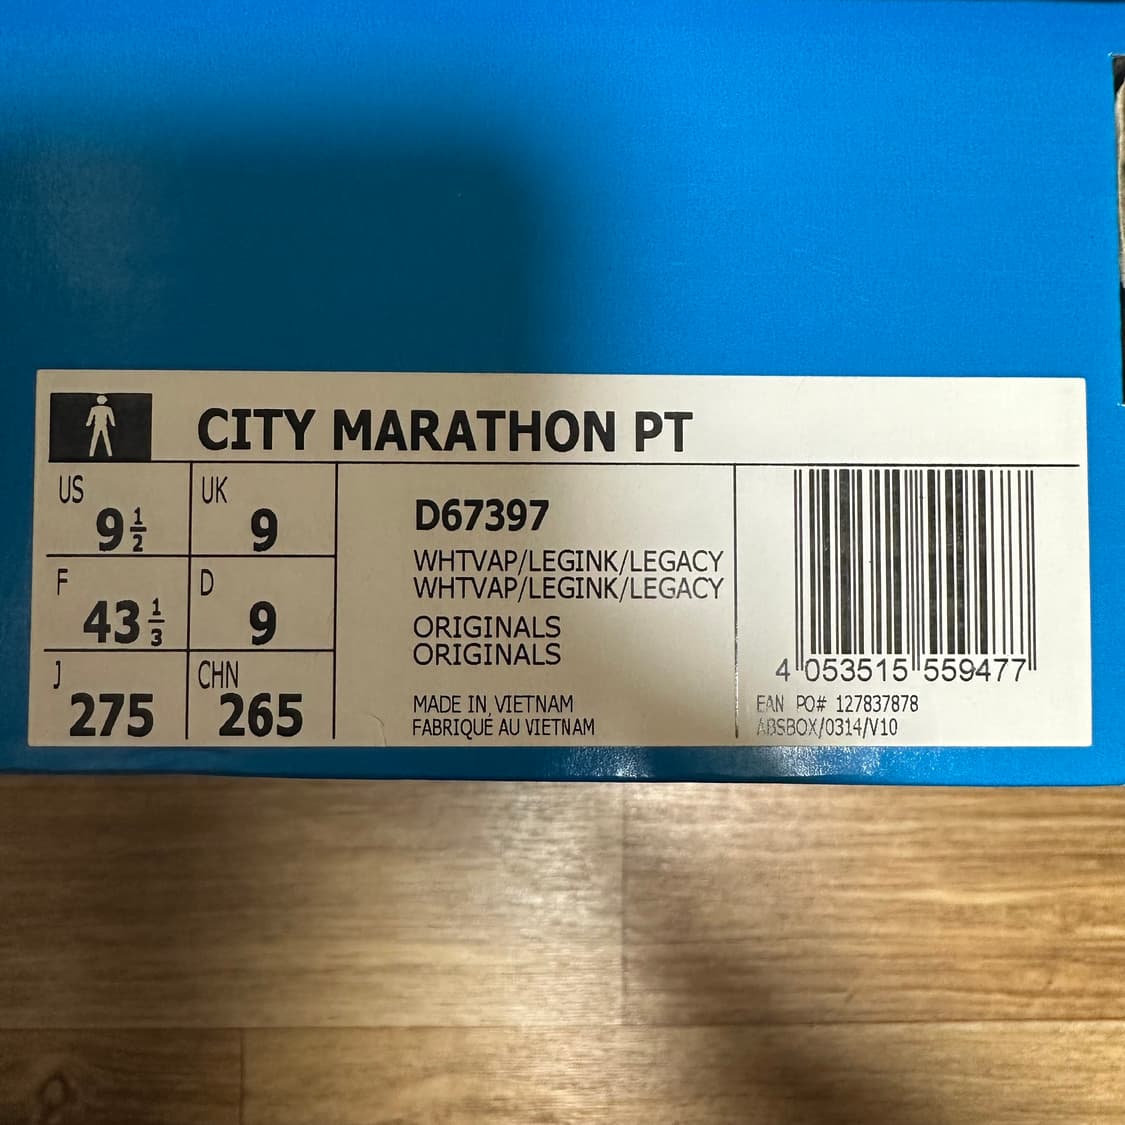 CITY MARATHON PT
US 9 1/2
UK 9
F 43 1/3
D 9
J 275
CHN 265
D67397
WHTVAP/LEGINK/LEGACY
WHTVAP/LEGINK/LEGACY
ORIGINALS
ORIGINALS
MADE IN VIETNAM
FABRIQUÉ AU VIETNAM
4 053515 559477
EAN PO# 127837878
ABSBOX/0314/V10